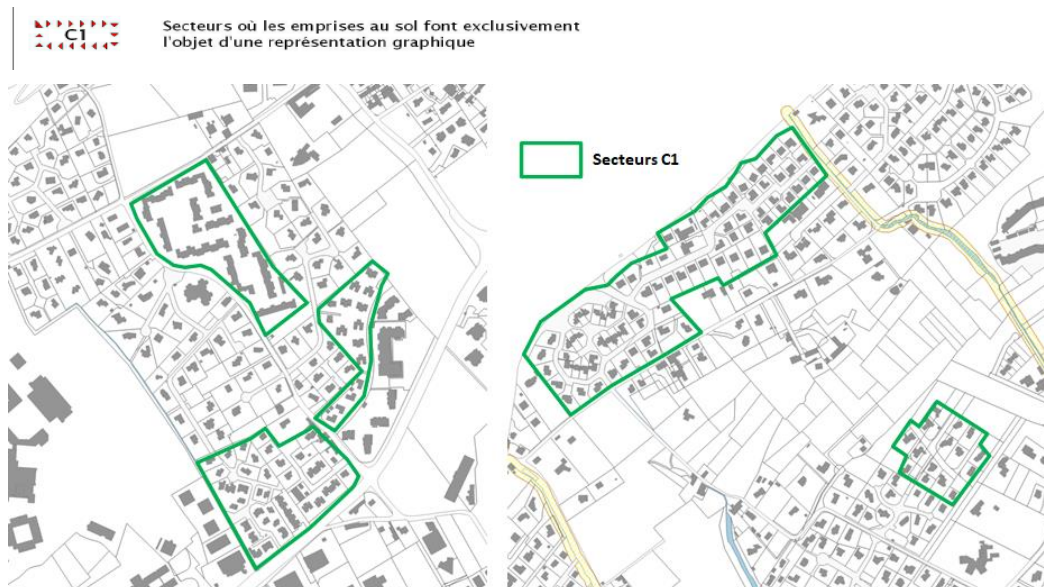 C1
Secteurs où les emprises au sol font exclusivement
l'objet d'une représentation graphique
Secteurs C1